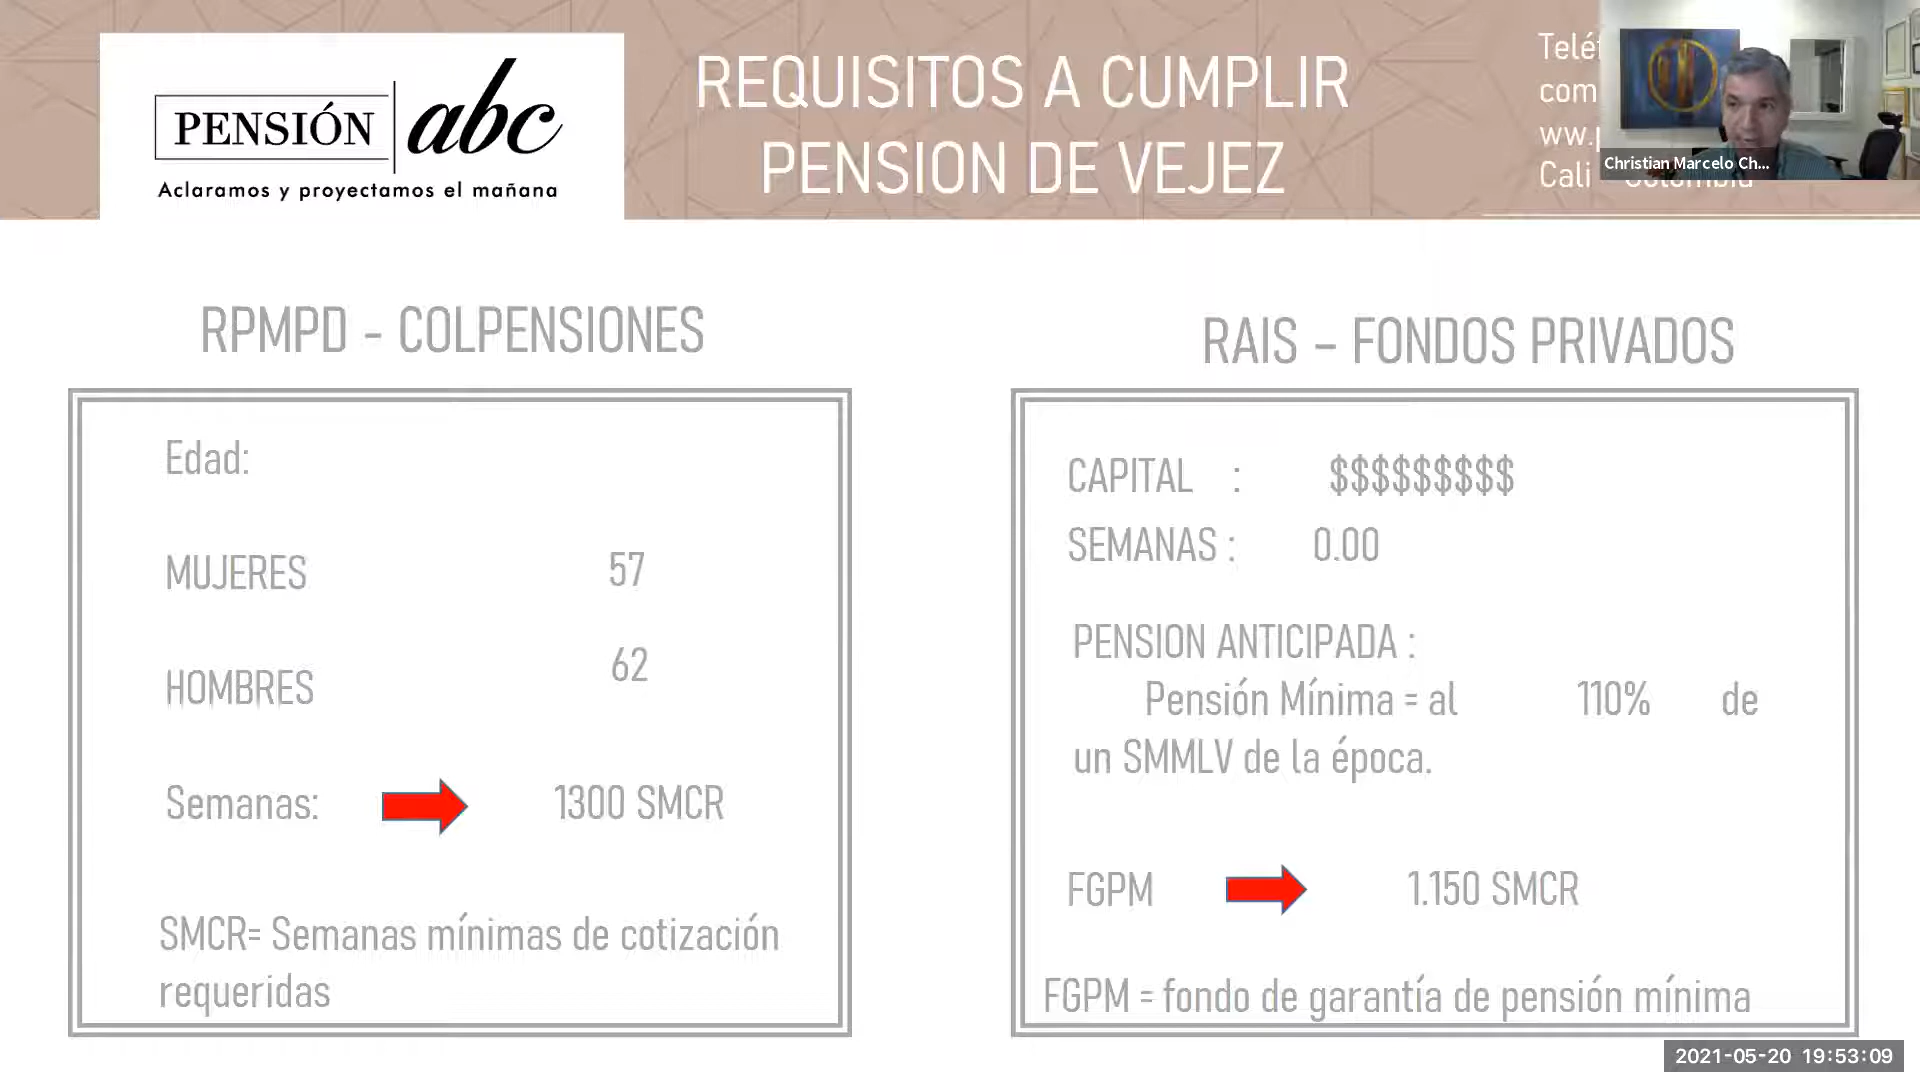 PENSIÓN abc
Aclaramos y proyectamos el mañana
REQUISITOS A CUMPLIR
PENSION DE VEJEZ
com
Cali
Christian Marcelo Ch...
RPMPD - COLPENSIONES
Edad:
MUJERES 57
HOMBRES 62
Semanas: 1300 SMCR
SMCR= Semanas mínimas de cotización
requeridas
RAIS – FONDOS PRIVADOS
CAPITAL : $$$$$$$$$
SEMANAS : 0.00
PENSION ANTICIPADA :
Pensión Mínima = al 110% de
un SMMLV de la época.
FGPM 1.150 SMCR
FGPM = fondo de garantía de pensión mínima
2021-05-20 19:53:09